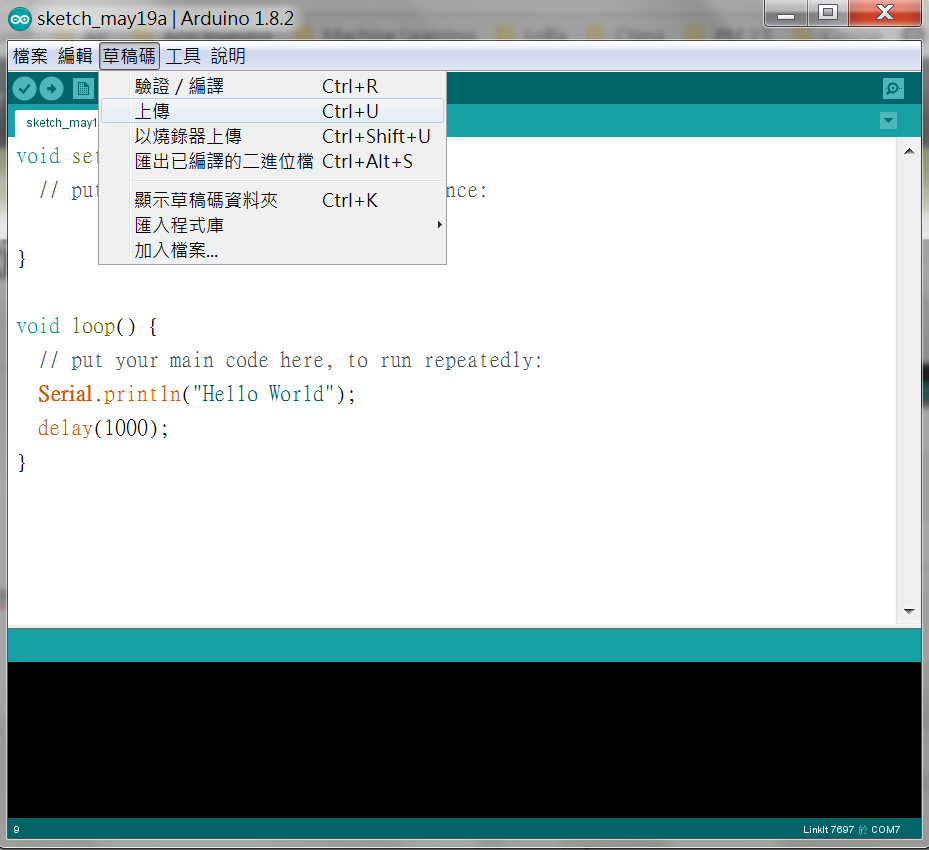 sketch_may19a | Arduino 1.8.2
檔案 編輯 草稿碼 工具 說明
驗證 / 編譯 Ctrl+R
上傳 Ctrl+U
以燒錄器上傳 Ctrl+Shift+U
匯出已編譯的二進位檔 Ctrl+Alt+S
顯示草稿碼資料夾 Ctrl+K
匯入程式庫
加入檔案...
sketch_may1
void set
// put nce:
}
void loop() {
// put your main code here, to run repeatedly:
Serial.println("Hello World");
delay(1000);
}
9 LinkIt 7697 於 COM7